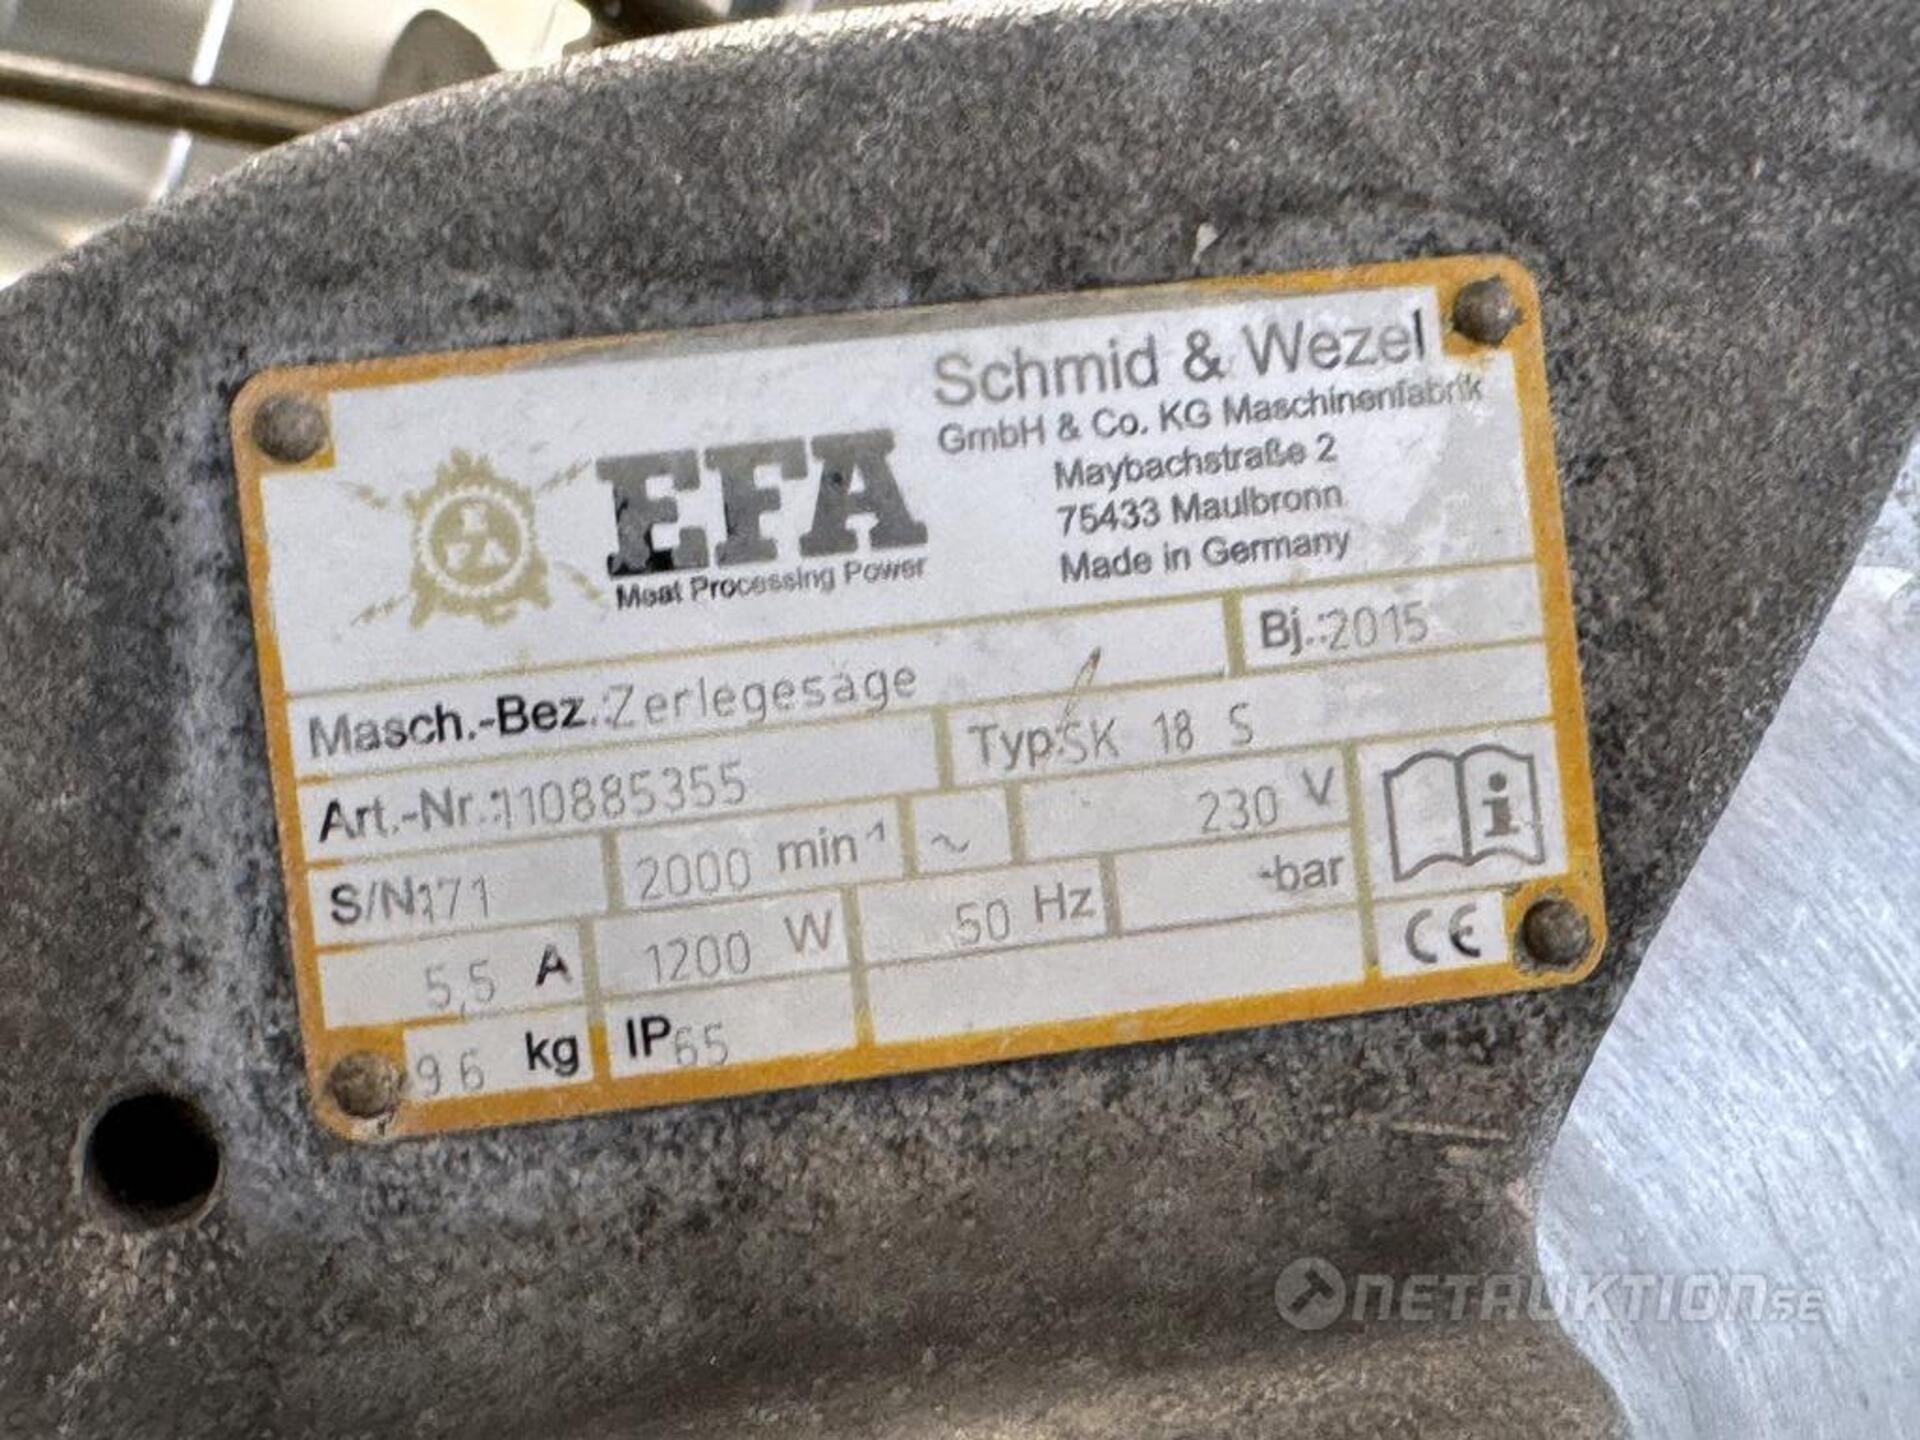 EFA
Meat Processing Power
Schmid & Wezel
GmbH & Co. KG Maschinenfabrik
Maybachstraße 2
75433 Maulbronn
Made in Germany
Masch.-Bez.:Zerlegesäge
Bj.:2015
Art.-Nr.:110885355
Typ:SK 18 S
S/N:171
2000 min-1
~
230 V
5,5 A
1200 W
50 Hz
-bar
i
CE
96 kg
IP65
NETAUKTION.SE